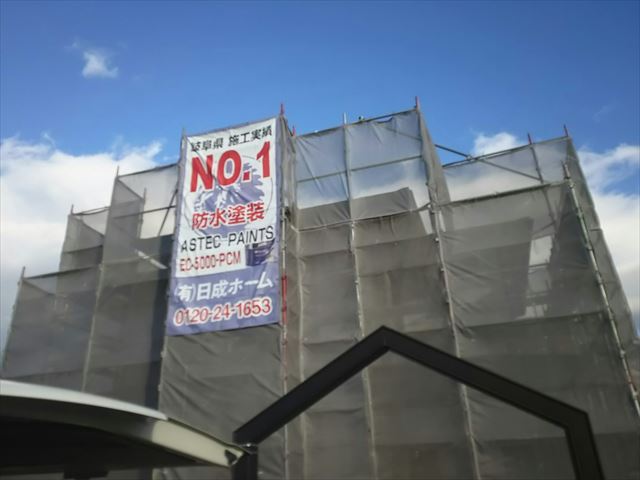 岐阜県 施工実績
NO.1
防水塗装
ASTEC PAINTS
EC-5000-PCM
(有)日成ホーム
0120-24-1653